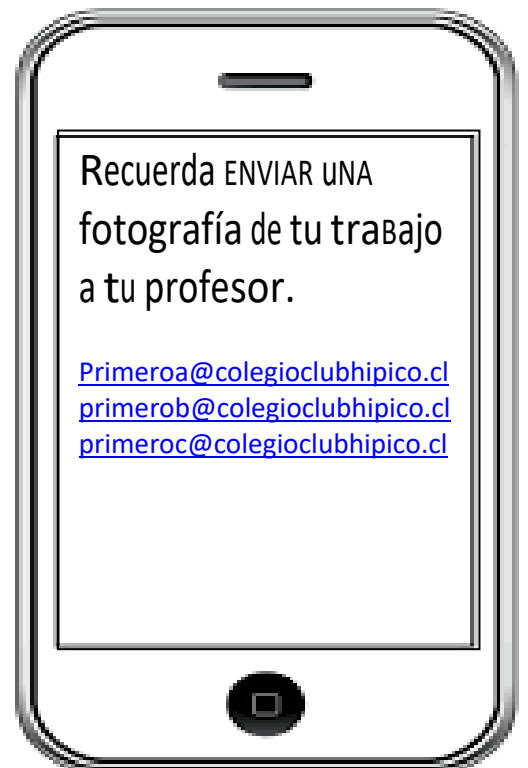 Recuerda ENVIAR uNA
fotografía de tu traBajo
a tu profesor.
Primeroa@colegioclubhipico.cl
primerob@colegioclubhipico.cl
primeroc@colegioclubhipico.cl